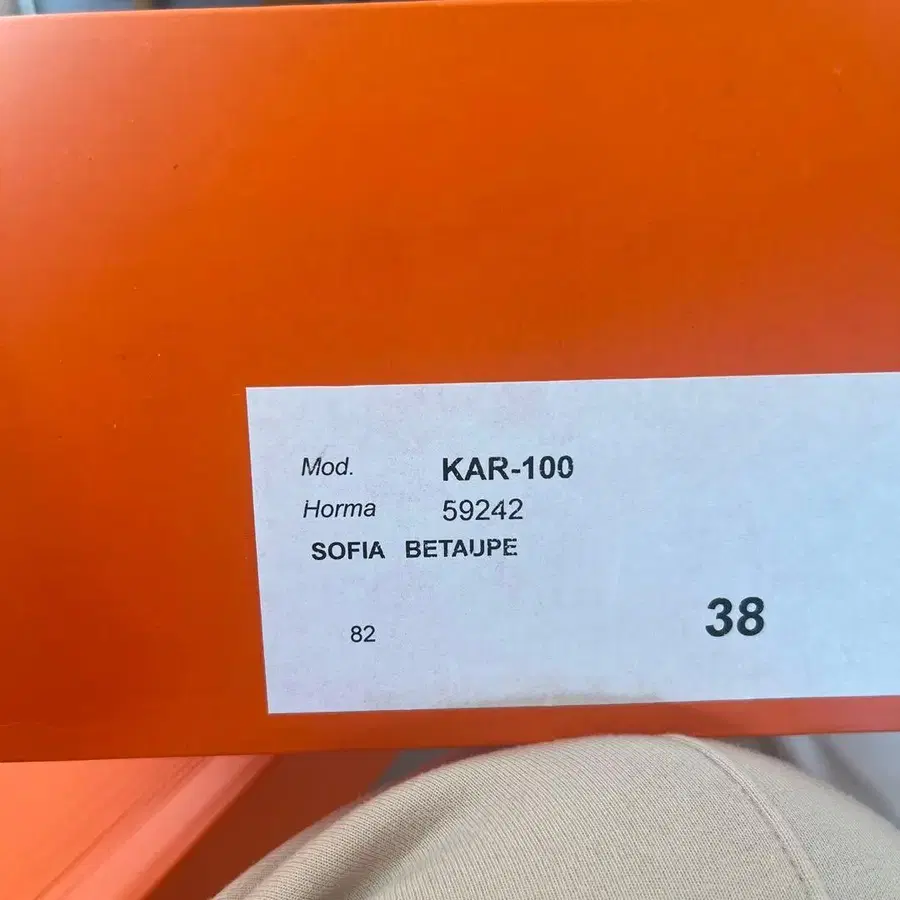 Mod. KAR-100
Horma 59242
SOFIA BETAUPE
82 38